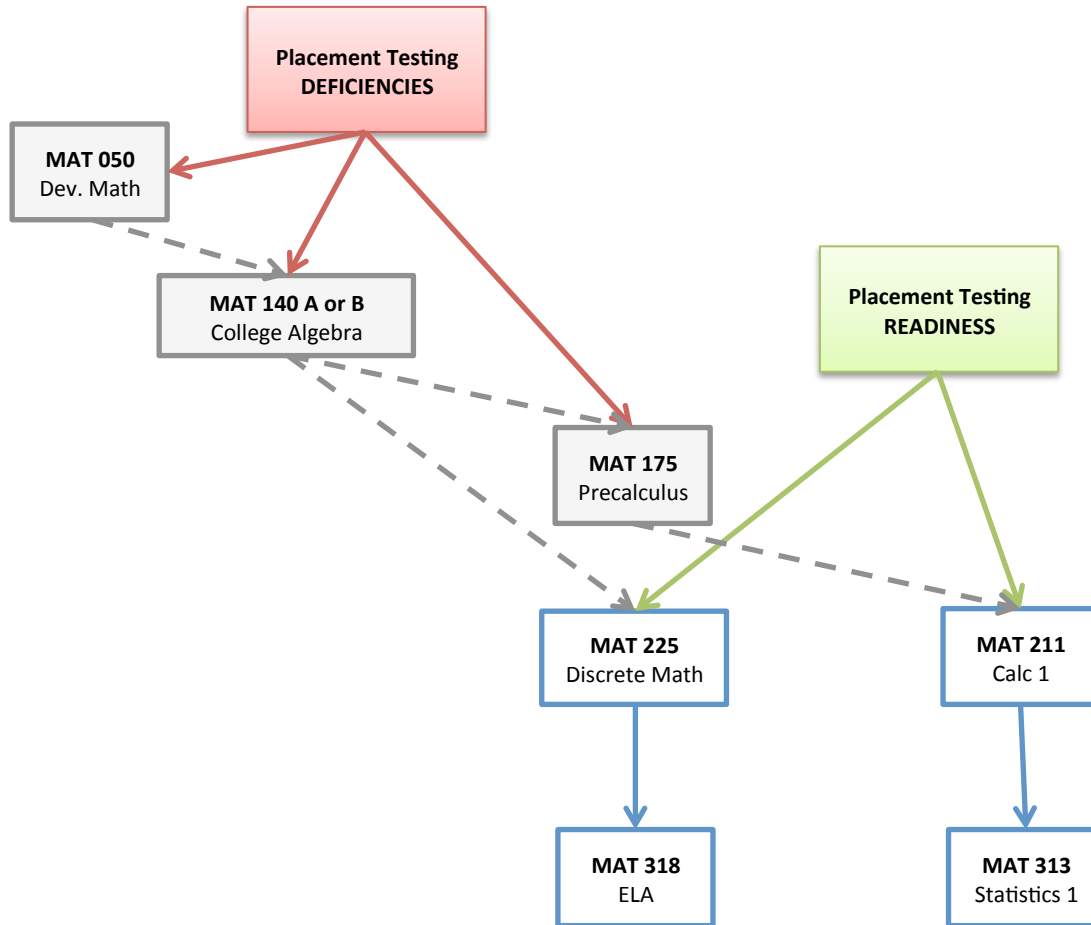 Placement Testing
DEFICIENCIES
MAT 050
Dev. Math
MAT 140 A or B
College Algebra
Placement Testing
READINESS
MAT 175
Precalculus
MAT 225
Discrete Math
MAT 211
Calc 1
MAT 318
ELA
MAT 313
Statistics 1